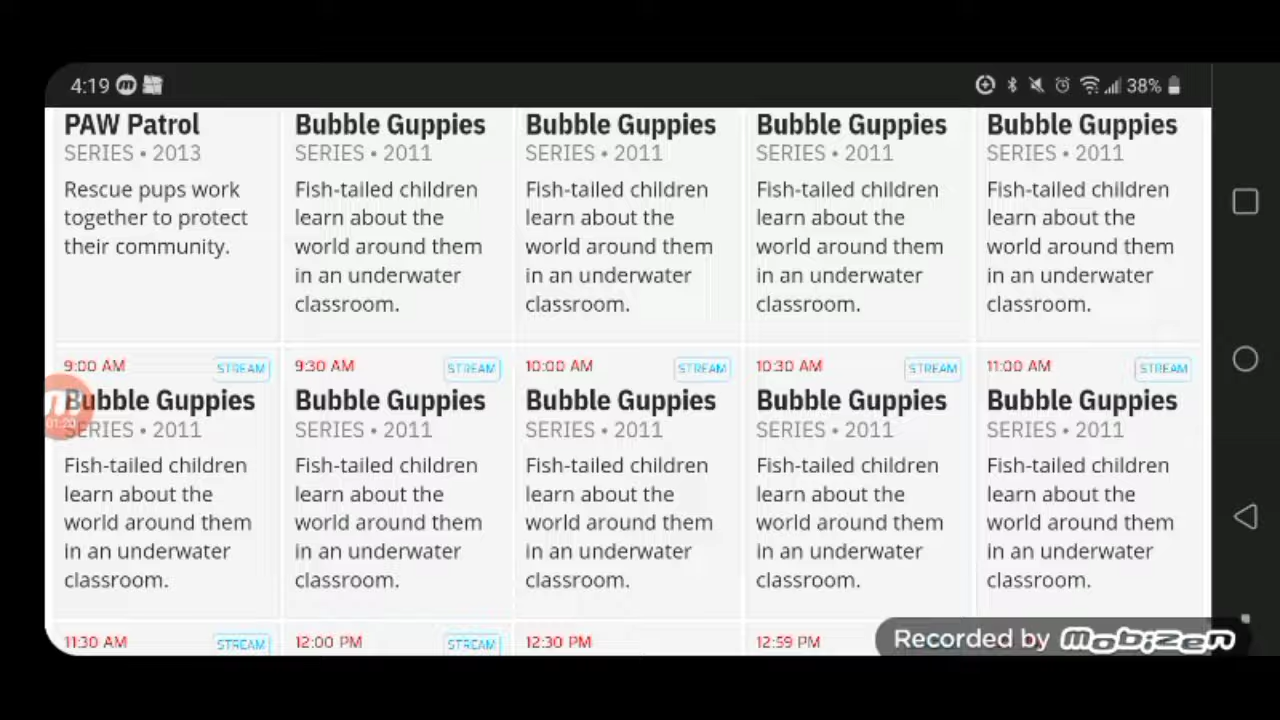 4:19
38%
PAW Patrol
SERIES • 2013
Rescue pups work
together to protect
their community.
Bubble Guppies
SERIES • 2011
Fish-tailed children
learn about the
world around them
in an underwater
classroom.
Bubble Guppies
SERIES • 2011
Fish-tailed children
learn about the
world around them
in an underwater
classroom.
Bubble Guppies
SERIES • 2011
Fish-tailed children
learn about the
world around them
in an underwater
classroom.
Bubble Guppies
SERIES • 2011
Fish-tailed children
learn about the
world around them
in an underwater
classroom.
9:00 AM STREAM
Bubble Guppies
SERIES • 2011
Fish-tailed children
learn about the
world around them
in an underwater
classroom.
01:20
9:30 AM STREAM
Bubble Guppies
SERIES • 2011
Fish-tailed children
learn about the
world around them
in an underwater
classroom.
10:00 AM STREAM
Bubble Guppies
SERIES • 2011
Fish-tailed children
learn about the
world around them
in an underwater
classroom.
10:30 AM STREAM
Bubble Guppies
SERIES • 2011
Fish-tailed children
learn about the
world around them
in an underwater
classroom.
11:00 AM STREAM
Bubble Guppies
SERIES • 2011
Fish-tailed children
learn about the
world around them
in an underwater
classroom.
11:30 AM STREAM
12:00 PM STREAM
12:30 PM
12:59 PM
Recorded by Mobizen